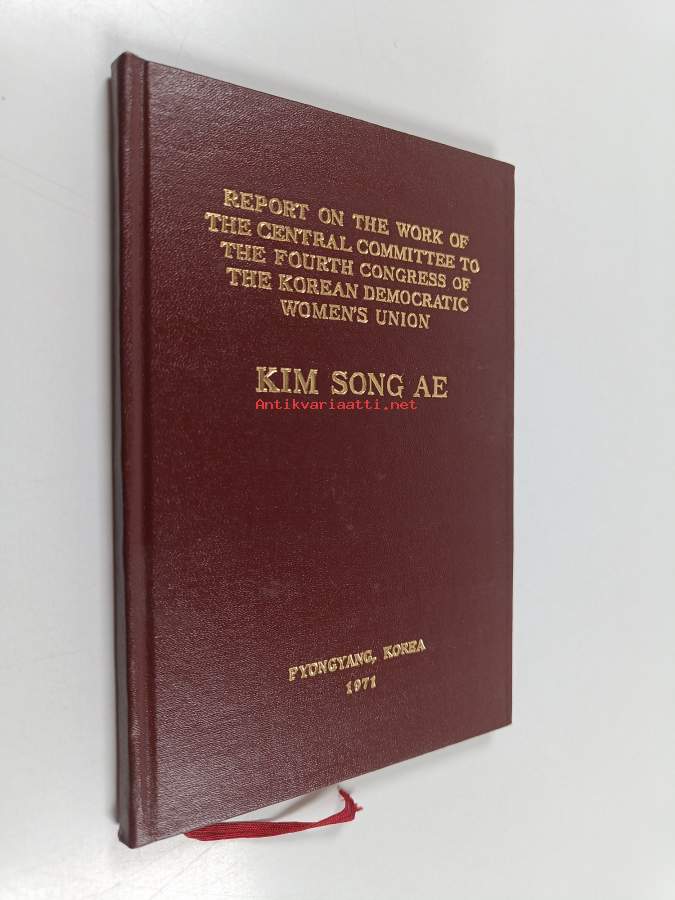 REPORT ON THE WORK OF
THE CENTRAL COMMITTEE TO
THE FOURTH CONGRESS OF
THE KOREAN DEMOCRATIC
WOMEN'S UNION
KIM SONG AE
Antikvariaatti.net
PYONGYANG, KOREA
1971